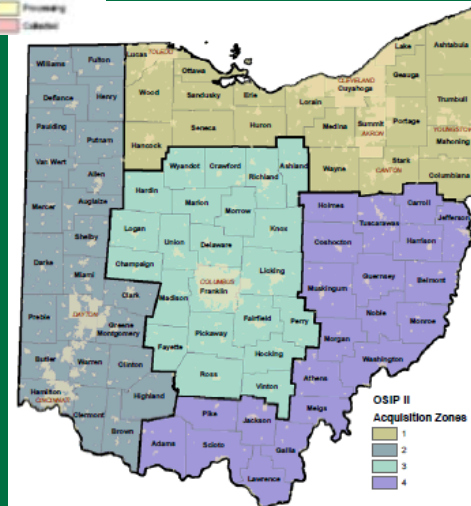 Processing
Collected
Williams
Fulton
Lucas
TOLEDO
Ottawa
Lake
Ashtabula
Defiance
Henry
Wood
Sandusky
Erie
Lorain
CLEVELAND
Cuyahoga
Geauga
Trumbull
Paulding
Putnam
Hancock
Seneca
Huron
Medina
Summit
AKRON
Portage
YOUNGSTOWN
Mahoning
Van Wert
Allen
Wyandot
Crawford
Richland
Ashland
Wayne
CANTON
Stark
Columbiana
Mercer
Auglaize
Hardin
Marion
Morrow
Knox
Holmes
Carroll
Jefferson
Shelby
Logan
Union
Delaware
Coshocton
Tuscarawas
Harrison
Darke
Miami
Champaign
COLUMBUS
Franklin
Licking
Muskingum
Guernsey
Belmont
Preble
DAYTON
Clark
Greene
Montgomery
Madison
Pickaway
Fairfield
Perry
Noble
Monroe
Butler
Warren
Clinton
Fayette
Ross
Hocking
Vinton
Morgan
Washington
Athens
Hamilton
CINCINNATI
Clermont
Brown
Highland
Pike
Jackson
Meigs
Adams
Scioto
Gallia
Lawrence
OSIP II
Acquisition Zones
1
2
3
4